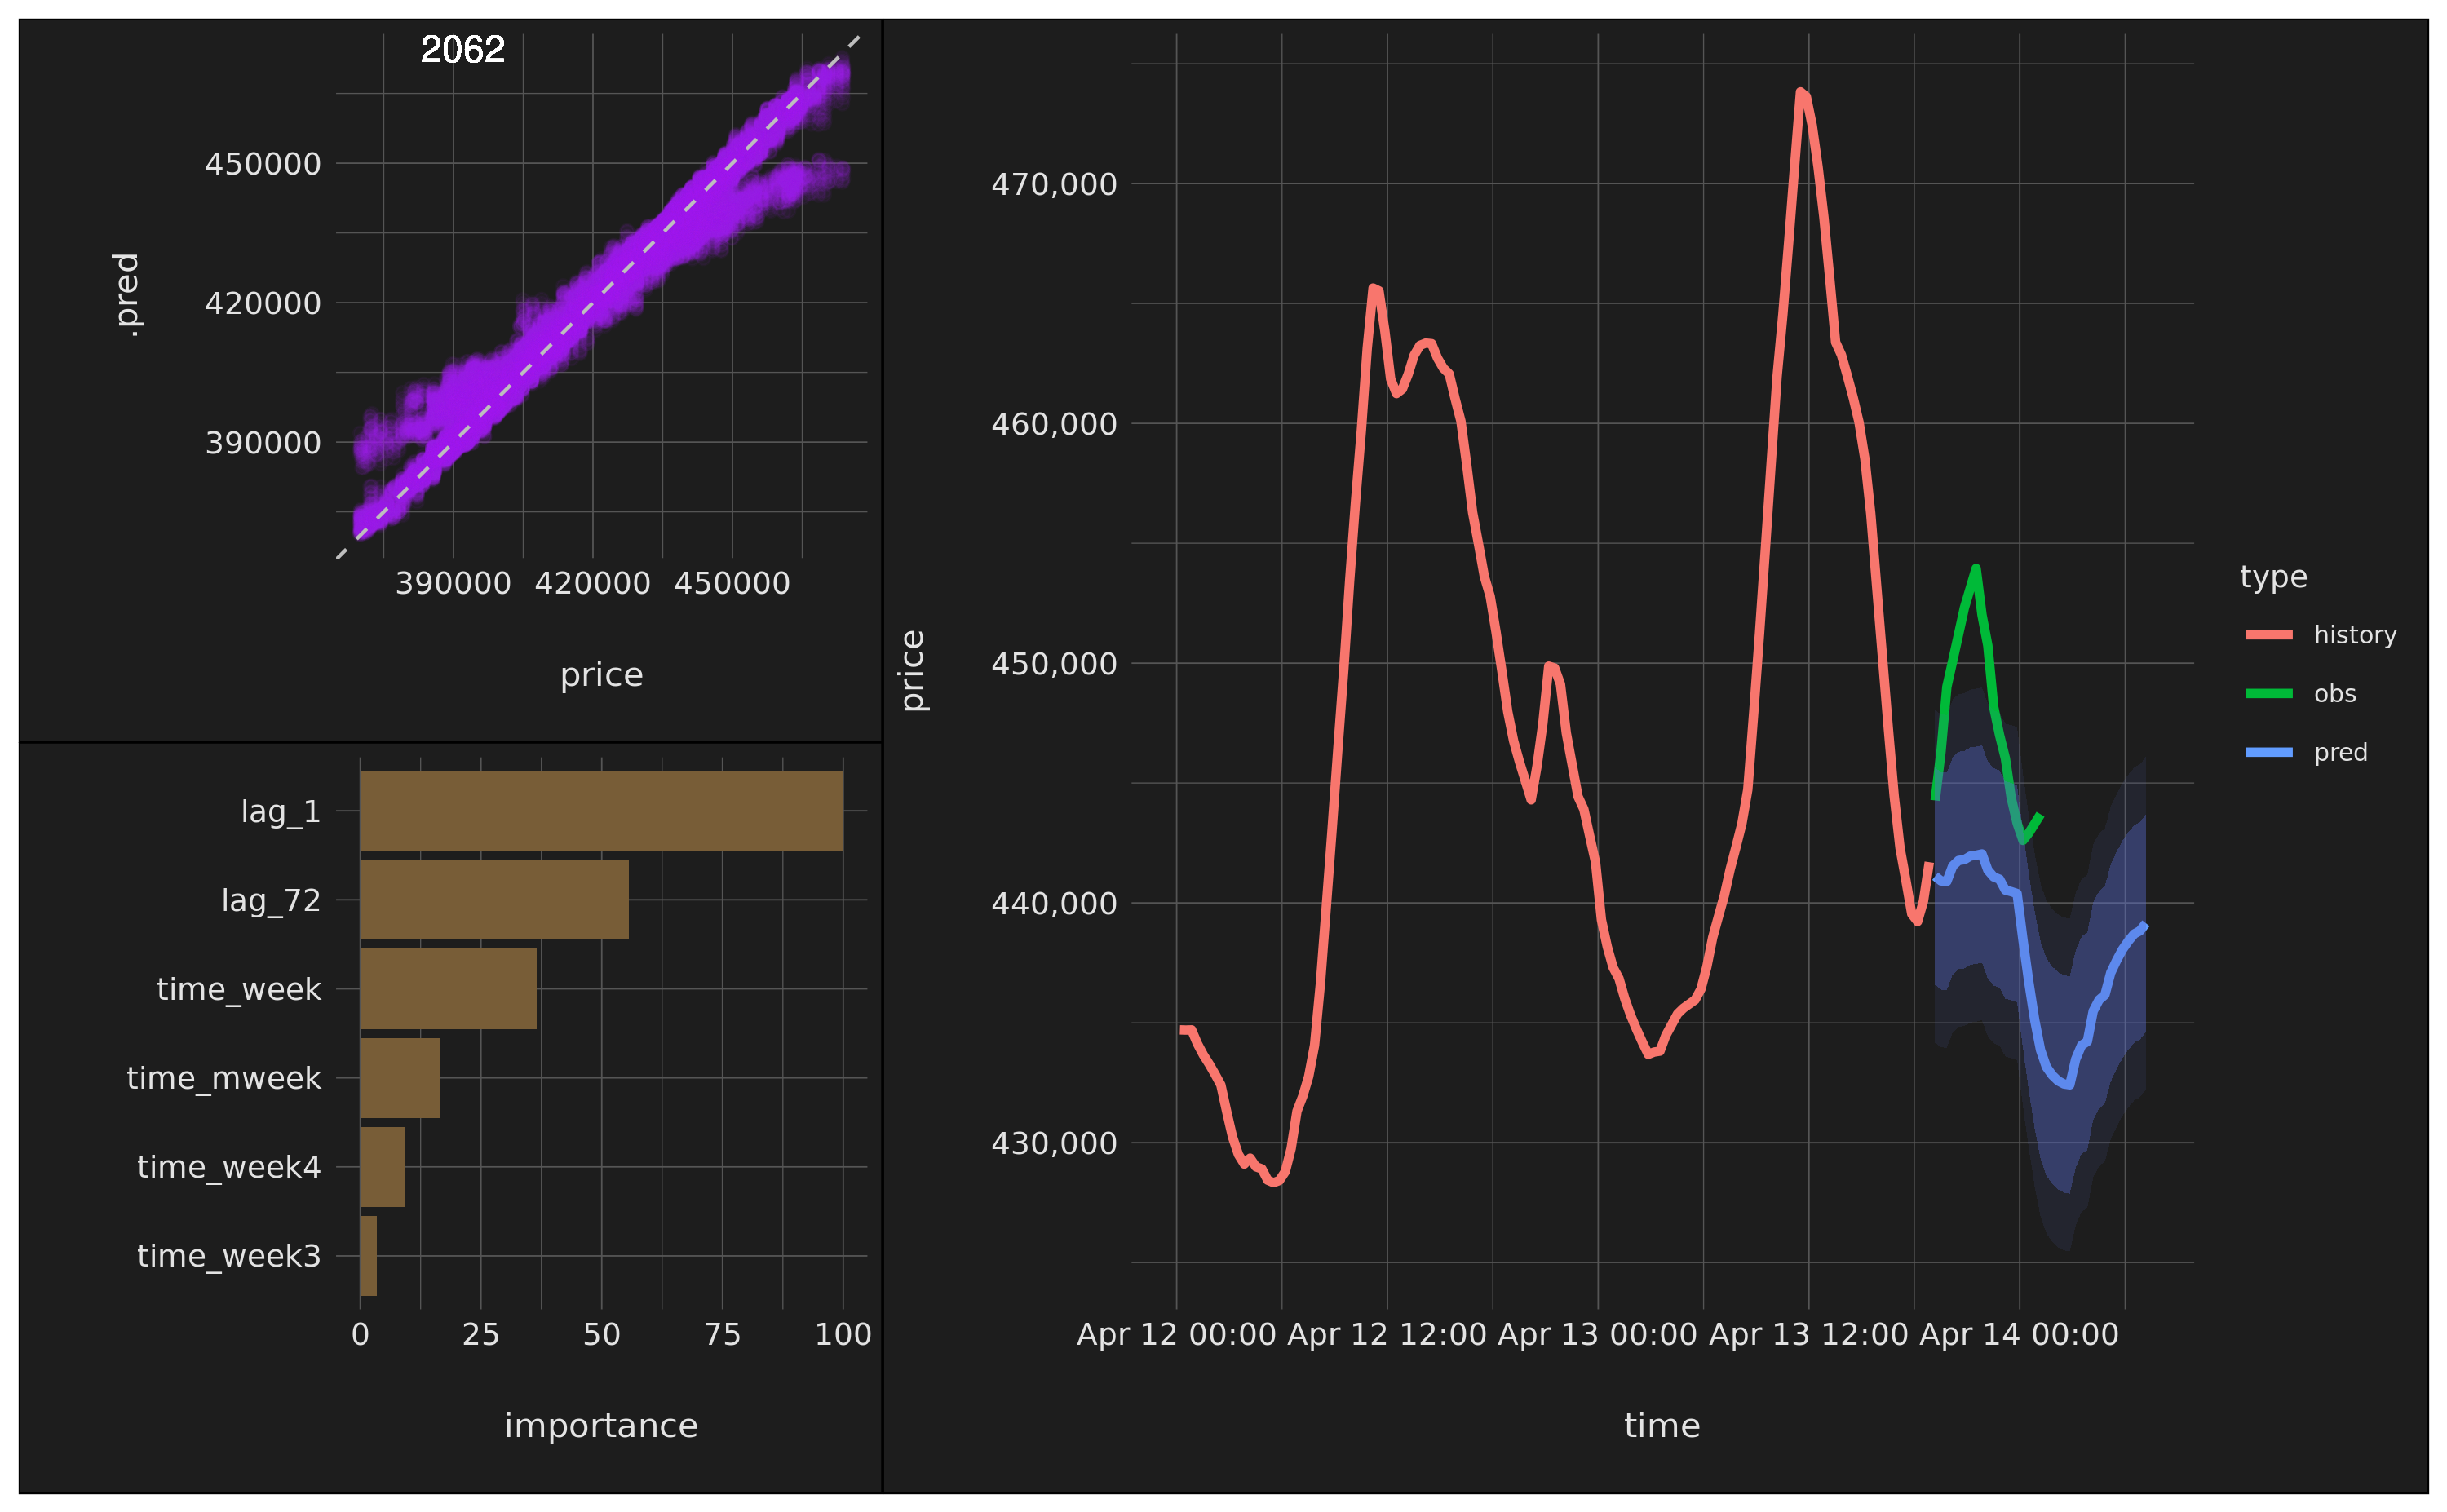 2062
450000
420000
390000
.pred
390000 420000 450000
price
lag_1
lag_72
time_week
time_mweek
time_week4
time_week3
0 25 50 75 100
importance
470,000
460,000
450,000
440,000
430,000
price
Apr 12 00:00 Apr 12 12:00 Apr 13 00:00 Apr 13 12:00 Apr 14 00:00
time
type
history
obs
pred